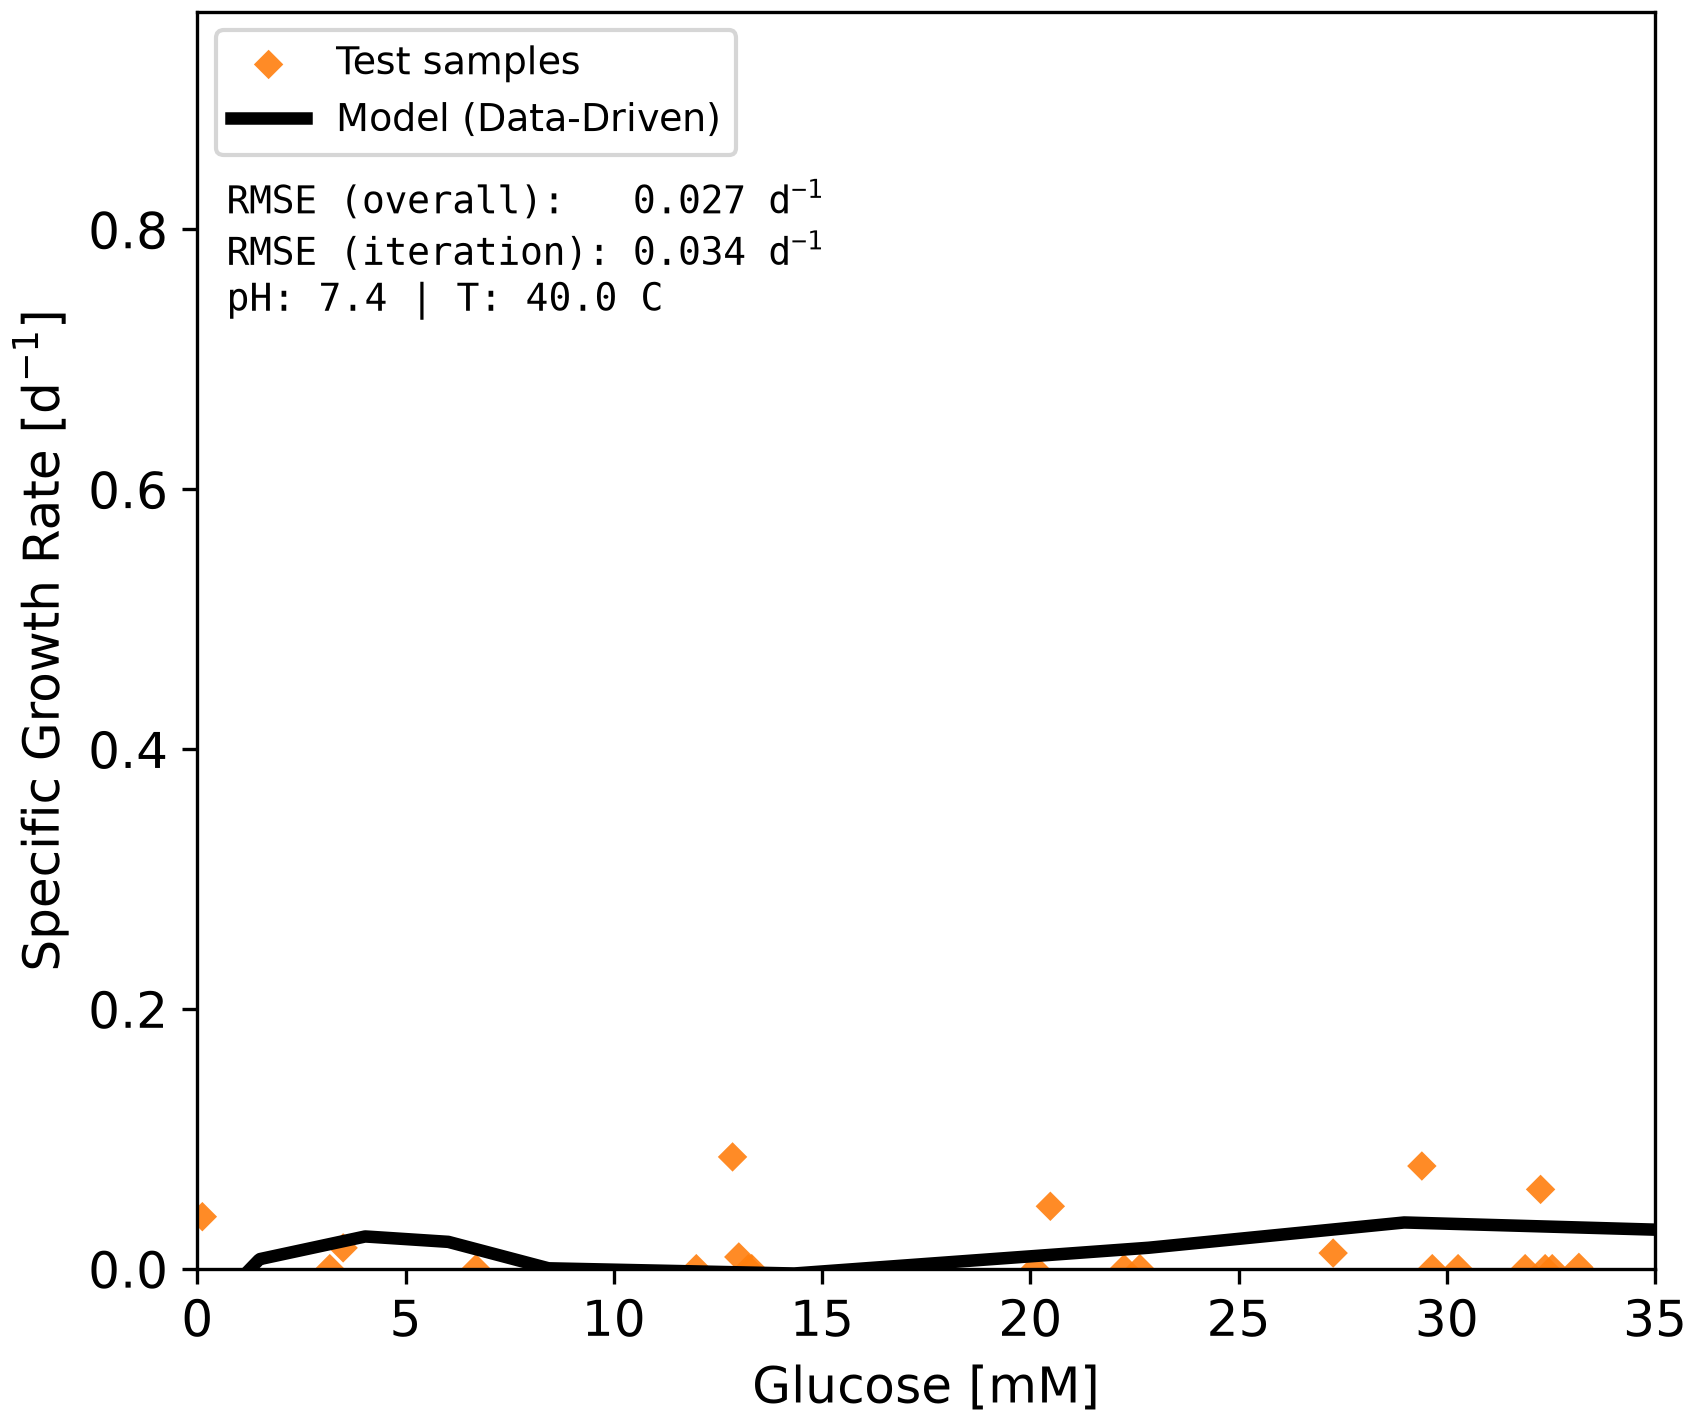 Test samples
Model (Data-Driven)
RMSE (overall):   0.027 d⁻¹
RMSE (iteration): 0.034 d⁻¹
pH: 7.4 | T: 40.0 C
Specific Growth Rate [d⁻¹]
0.8
0.6
0.4
0.2
0.0
0 5 10 15 20 25 30 35
Glucose [mM]